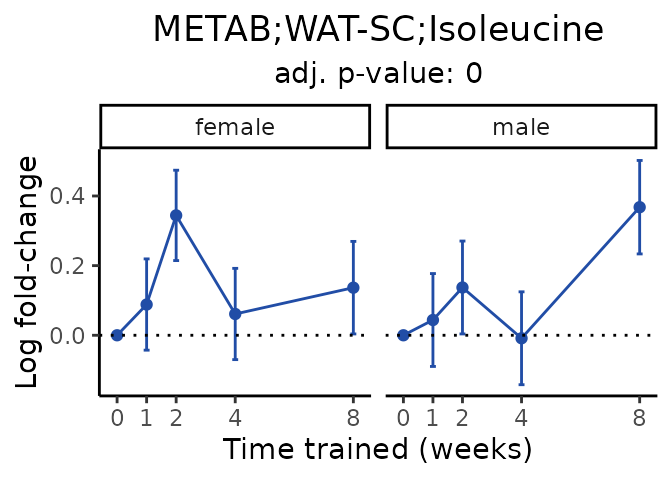 METAB;WAT-SC;Isoleucine
adj. p-value: 0
female
male
Log fold-change
0.4
0.2
0.0
0 1 2 4 8
0 1 2 4 8
Time trained (weeks)